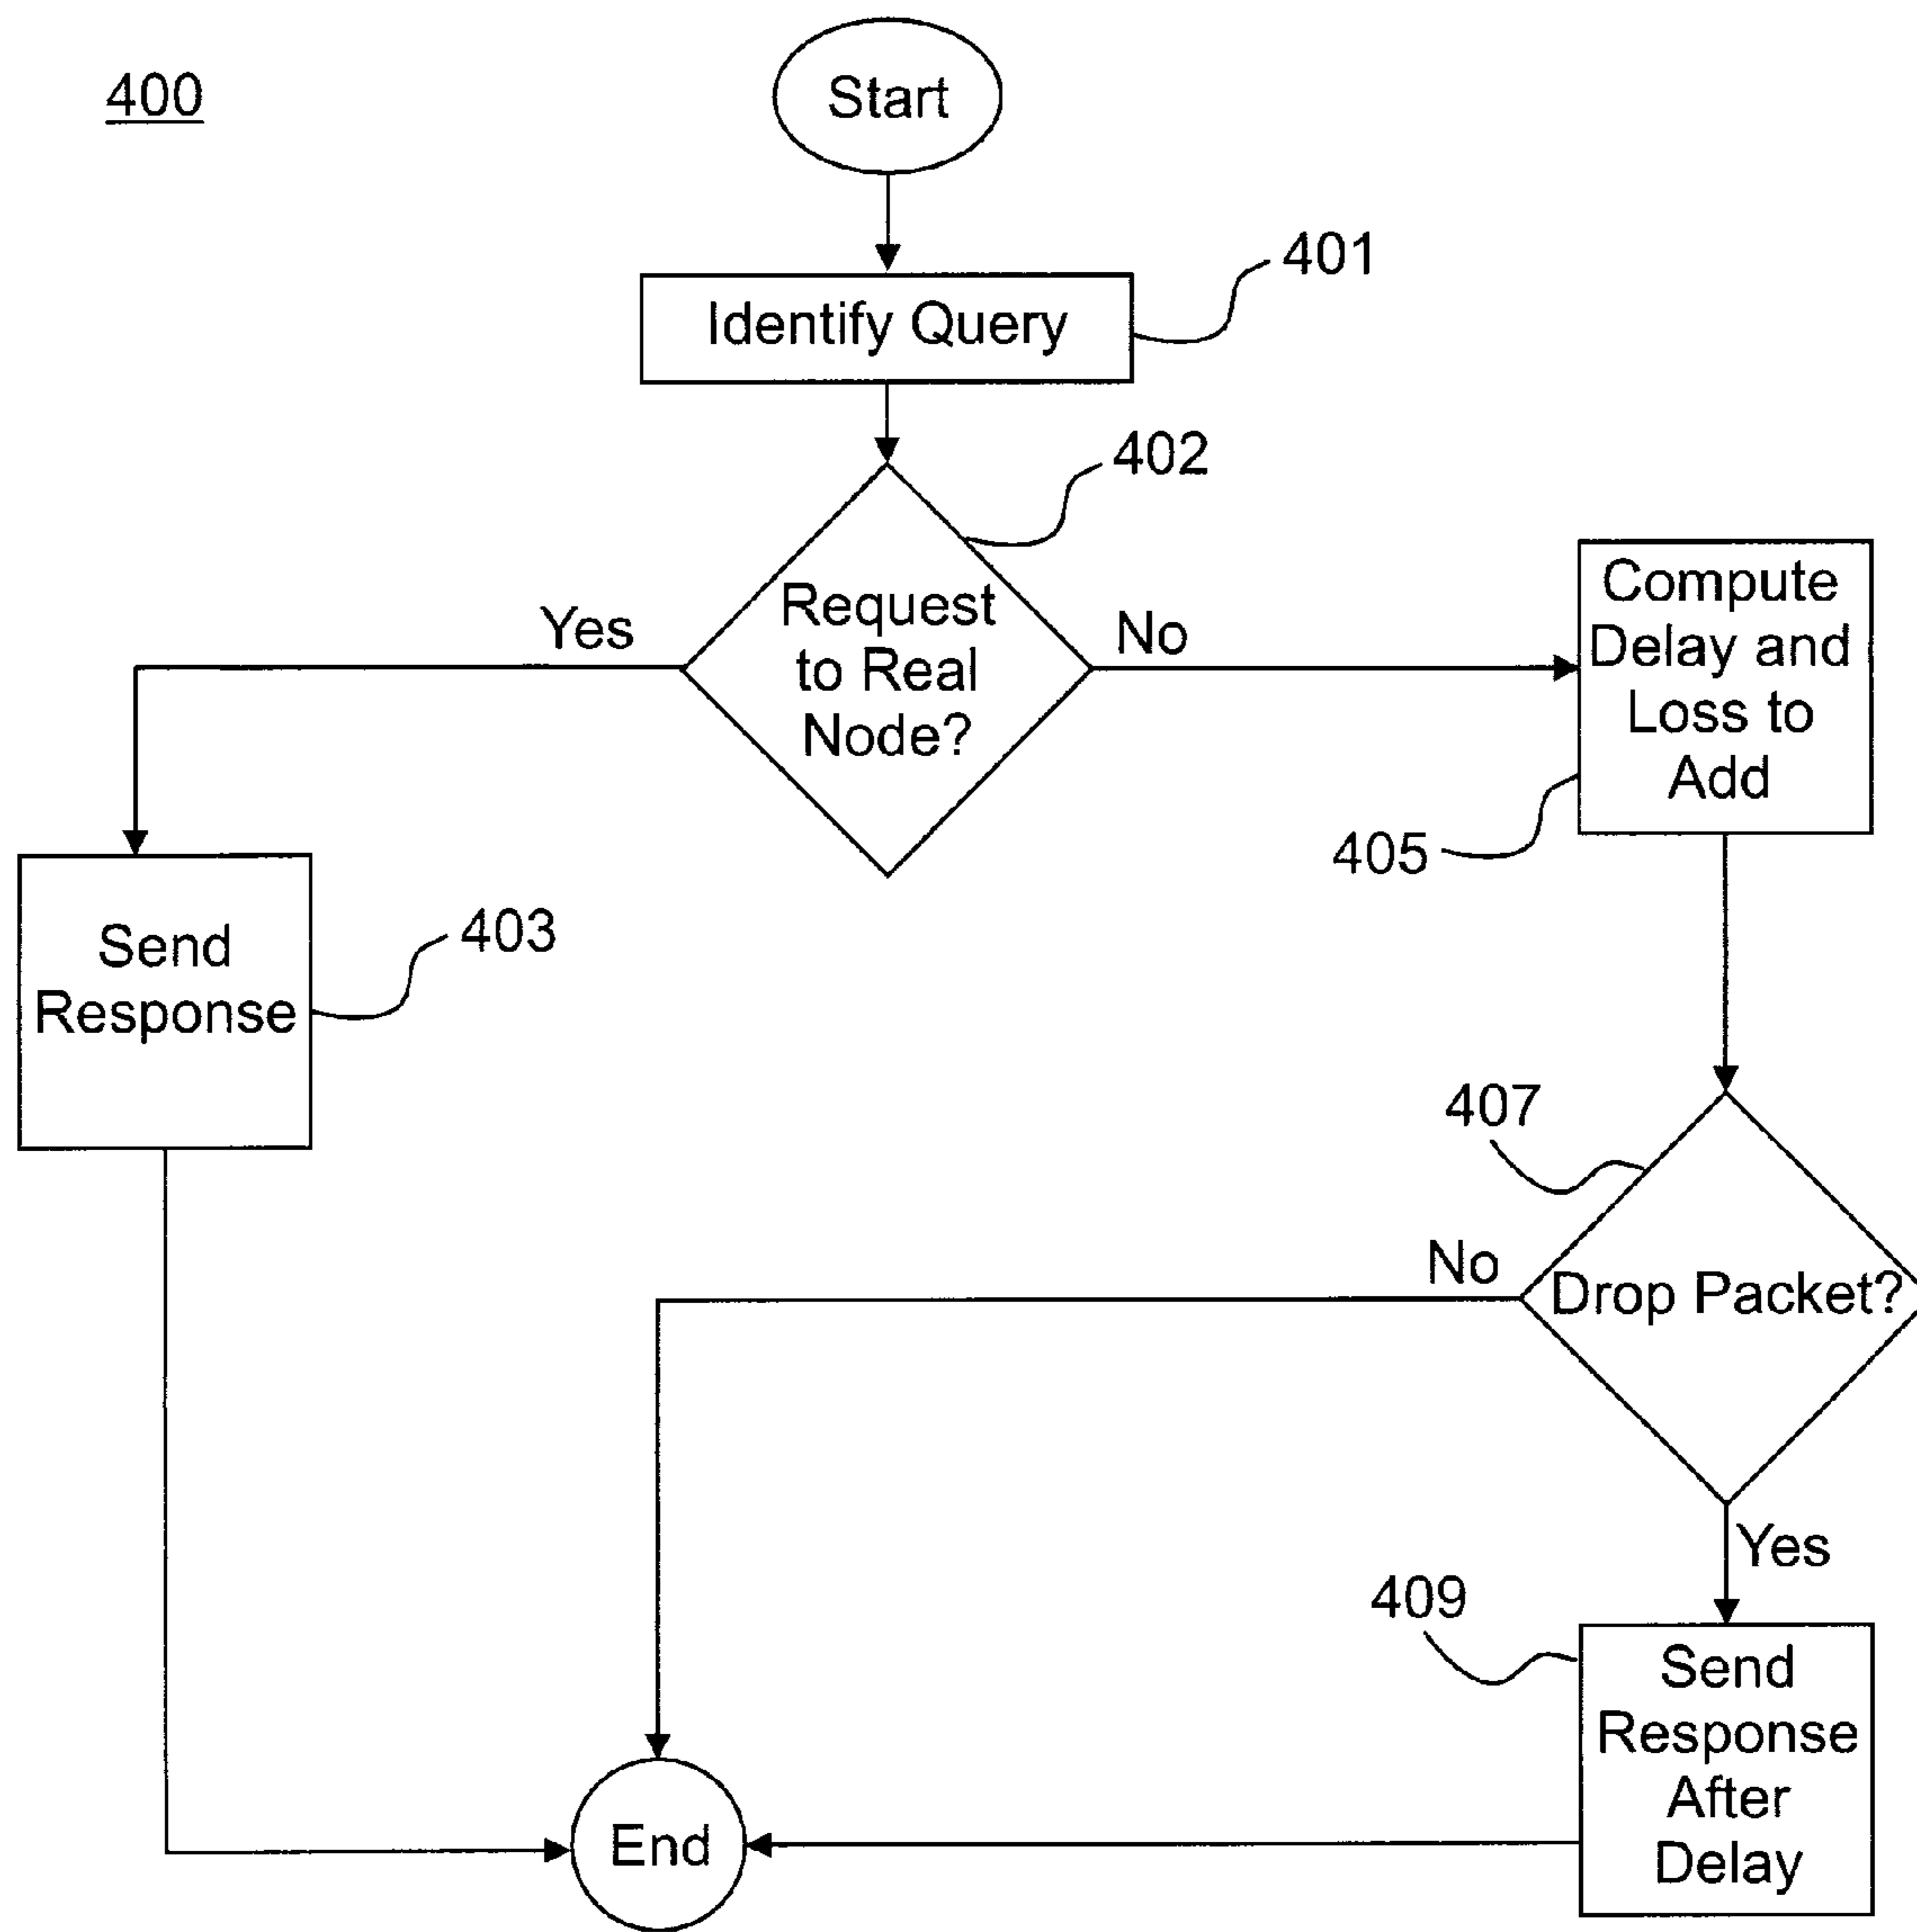 400
Start
401
Identify Query
402
Request
to Real
Node?
Yes
No
Compute
Delay and
Loss to
Add
405
Send
Response
403
407
Drop Packet?
No
Yes
409
Send
Response
After
Delay
End